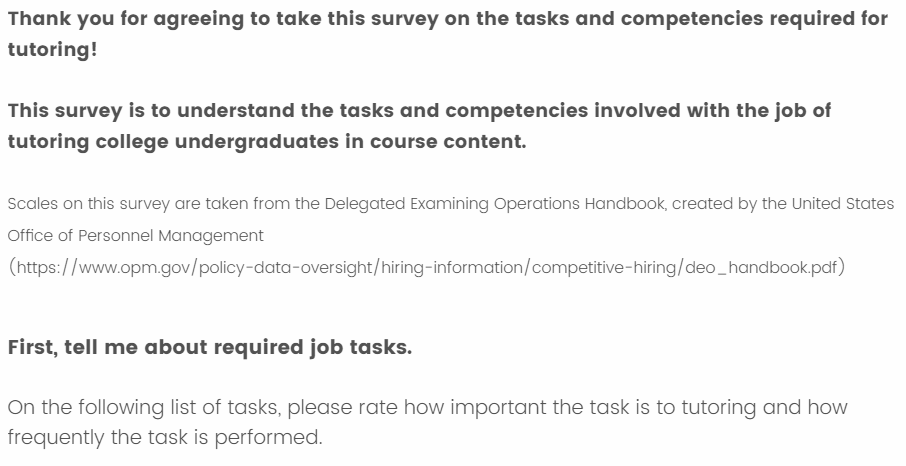 Thank you for agreeing to take this survey on the tasks and competencies required for
tutoring!
This survey is to understand the tasks and competencies involved with the job of
tutoring college undergraduates in course content.
Scales on this survey are taken from the Delegated Examining Operations Handbook, created by the United States
Office of Personnel Management
(https://www.opm.gov/policy-data-oversight/hiring-information/competitive-hiring/deo_handbook.pdf)
First, tell me about required job tasks.
On the following list of tasks, please rate how important the task is to tutoring and how
frequently the task is performed.